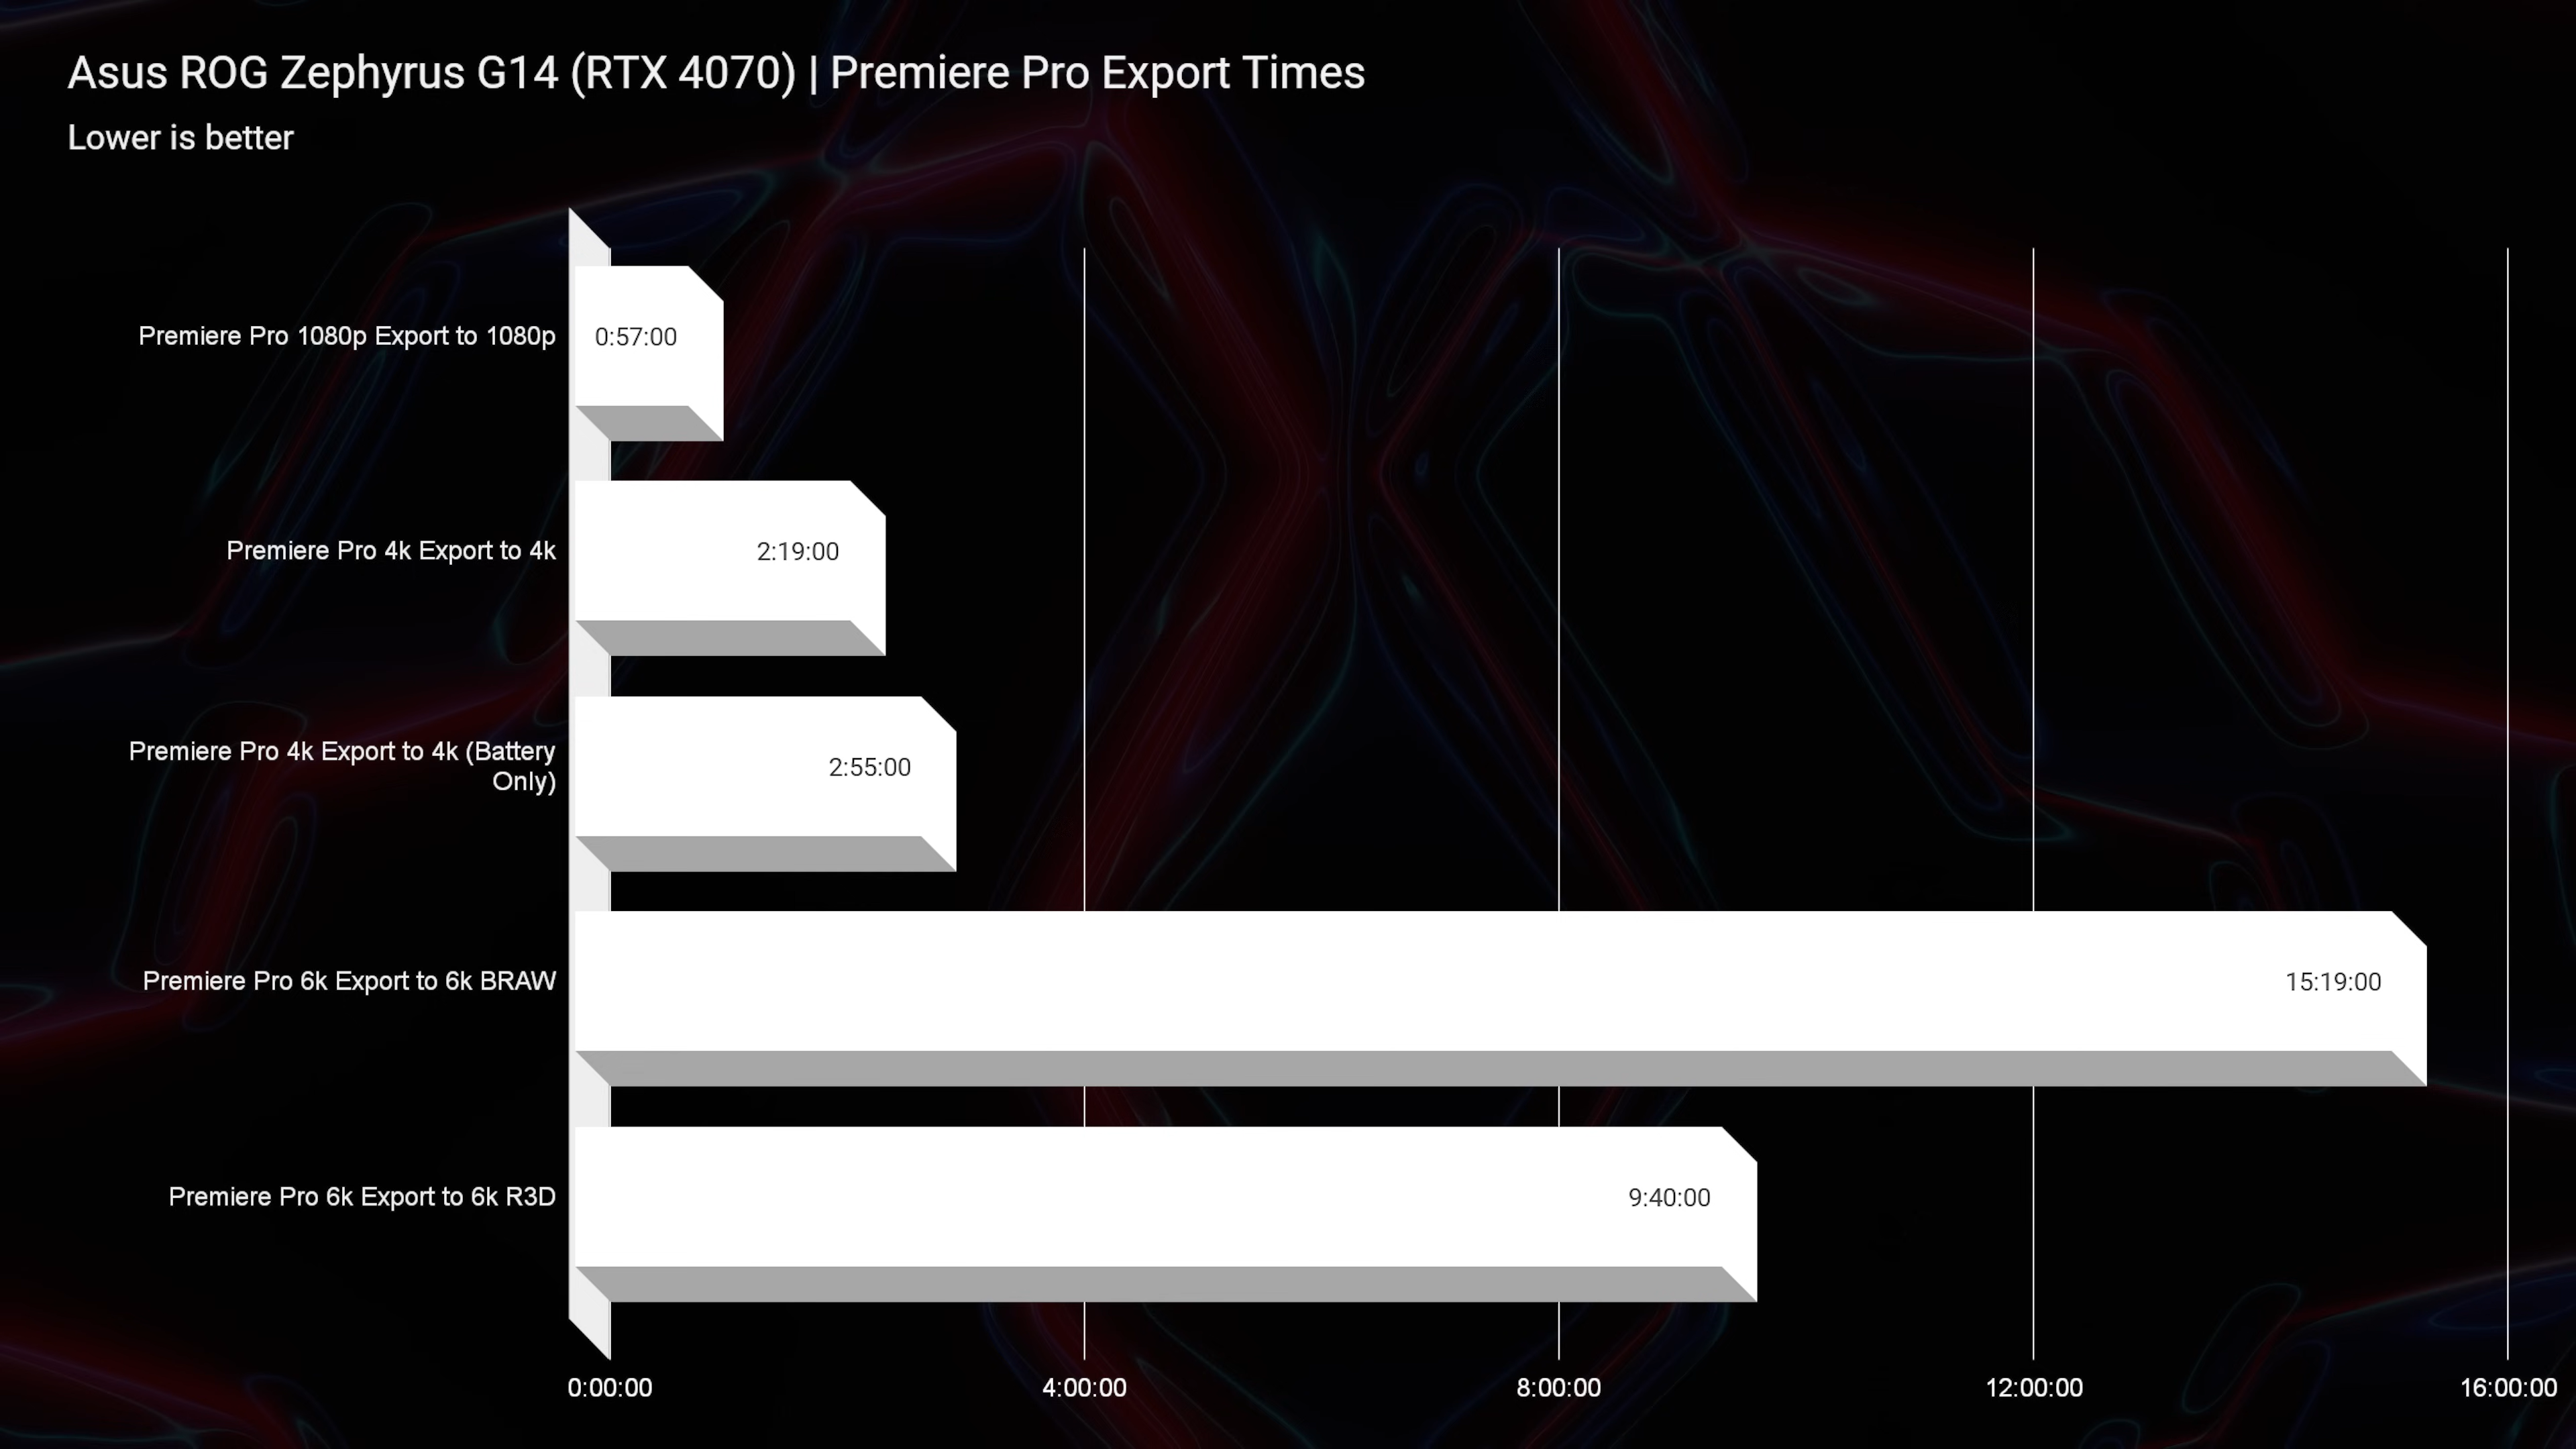 Asus ROG Zephyrus G14 (RTX 4070) | Premiere Pro Export Times
Lower is better
Premiere Pro 1080p Export to 1080p
0:57:00
Premiere Pro 4k Export to 4k
2:19:00
Premiere Pro 4k Export to 4k (Battery
Only)
2:55:00
Premiere Pro 6k Export to 6k BRAW
15:19:00
Premiere Pro 6k Export to 6k R3D
9:40:00
0:00:00
4:00:00
8:00:00
12:00:00
16:00:00